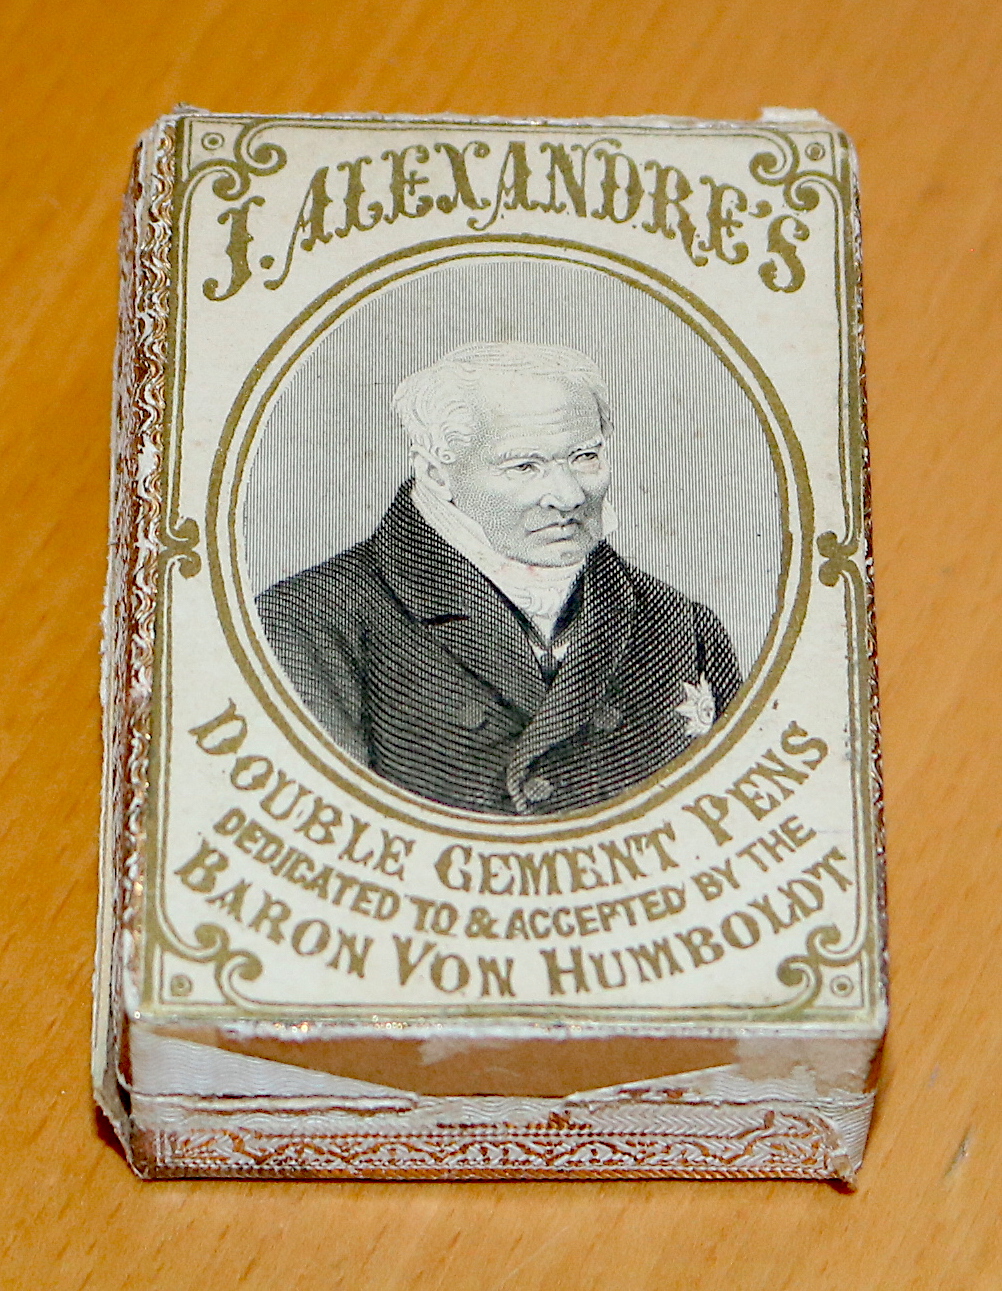 J. ALEXANDRE'S
DOUBLE CEMENT PENS
DEDICATED TO & ACCEPTED BY THE
BARON VON HUMBOLDT